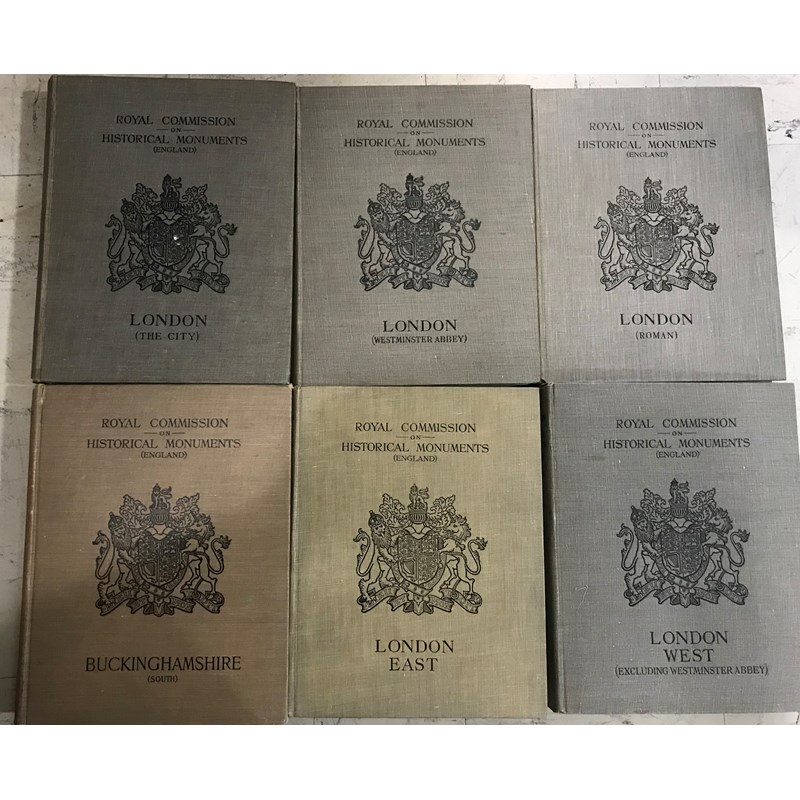 ROYAL COMMISSION
ON
HISTORICAL MONUMENTS
(ENGLAND)
LONDON
(THE CITY)
ROYAL COMMISSION
ON
HISTORICAL MONUMENTS
(ENGLAND)
LONDON
(WESTMINSTER ABBEY)
ROYAL COMMISSION
ON
HISTORICAL MONUMENTS
(ENGLAND)
LONDON
(ROMAN)
ROYAL COMMISSION
ON
HISTORICAL MONUMENTS
(ENGLAND)
BUCKINGHAMSHIRE
(SOUTH)
ROYAL COMMISSION
ON
HISTORICAL MONUMENTS
(ENGLAND)
LONDON
EAST
ROYAL COMMISSION
ON
HISTORICAL MONUMENTS
(ENGLAND)
LONDON
WEST
(EXCLUDING WESTMINSTER ABBEY)